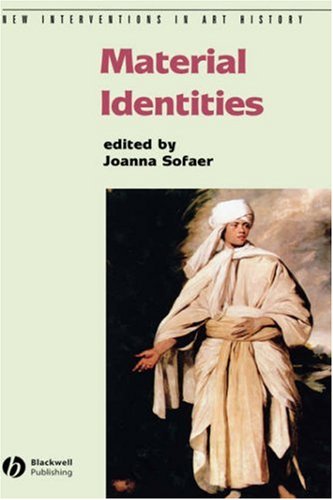 NEW INTERVENTIONS IN ART HISTORY
Material
Identities
edited by
Joanna Sofaer
Blackwell
Publishing